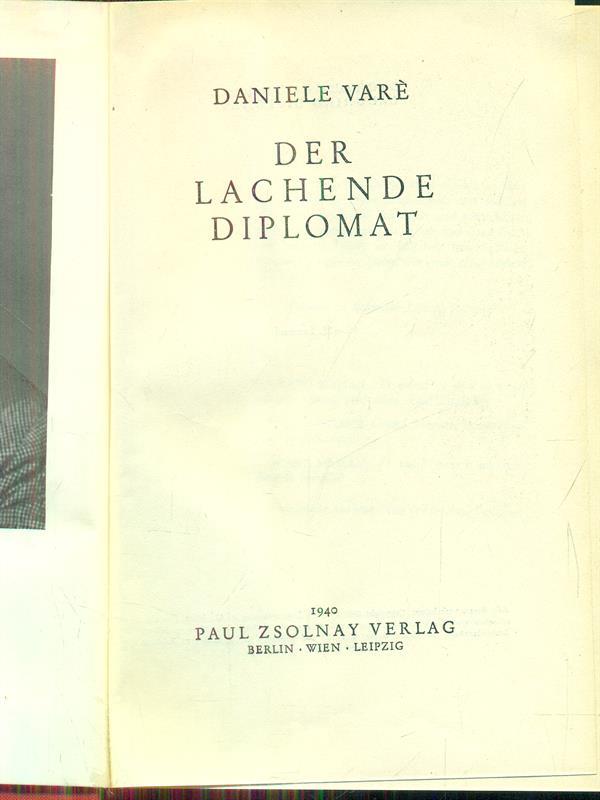 DANIELE VARÈ
DER
LACHENDE
DIPLOMAT
1940
PAUL ZSOLNAY VERLAG
BERLIN · WIEN · LEIPZIG